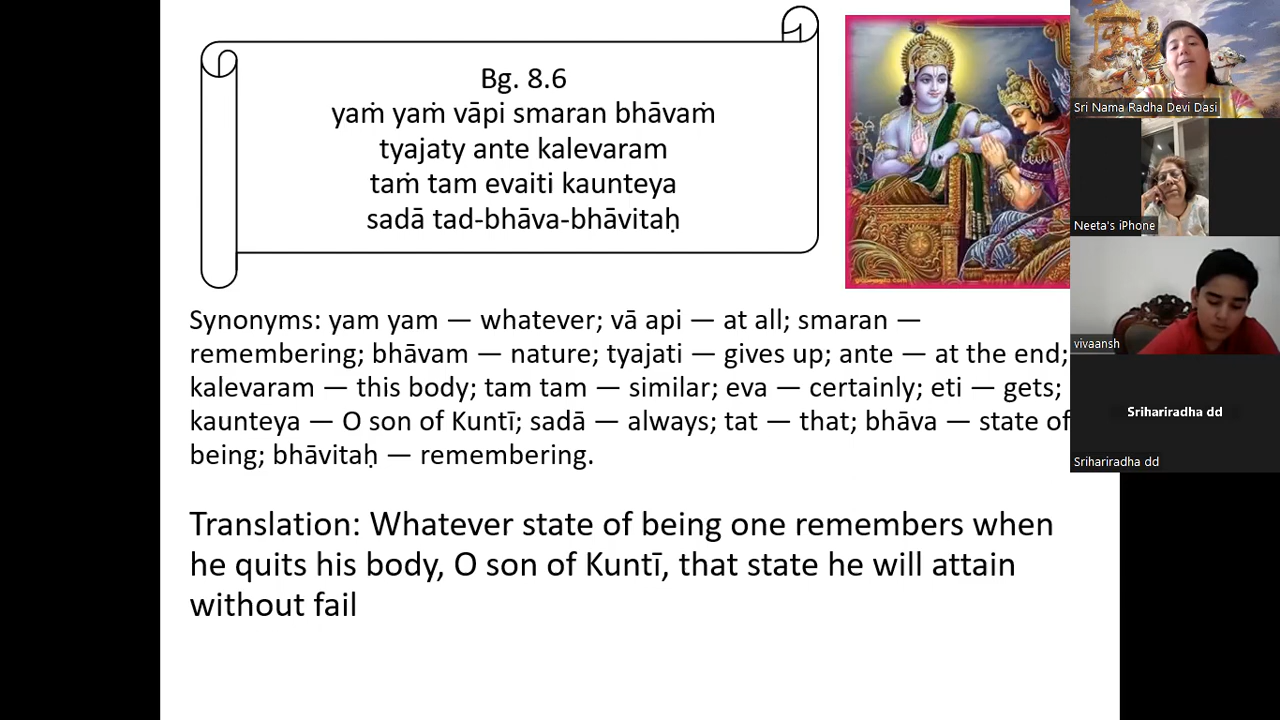 Bg. 8.6
yaṁ yaṁ vāpi smaran bhāvaṁ
tyajaty ante kalevaram
taṁ tam evaiti kaunteya
sadā tad-bhāva-bhāvitaḥ
Synonyms: yam yam — whatever; vā api — at all; smaran —
remembering; bhāvam — nature; tyajati — gives up; ante — at the end;
kalevaram — this body; tam tam — similar; eva — certainly; eti — gets;
kaunteya — O son of Kuntī; sadā — always; tat — that; bhāva — state of
being; bhāvitaḥ — remembering.
Translation: Whatever state of being one remembers when
he quits his body, O son of Kuntī, that state he will attain
without fail
Sri Nama Radha Devi Dasi
Neeta's iPhone
vivaansh
Srihariradha dd
Srihariradha dd